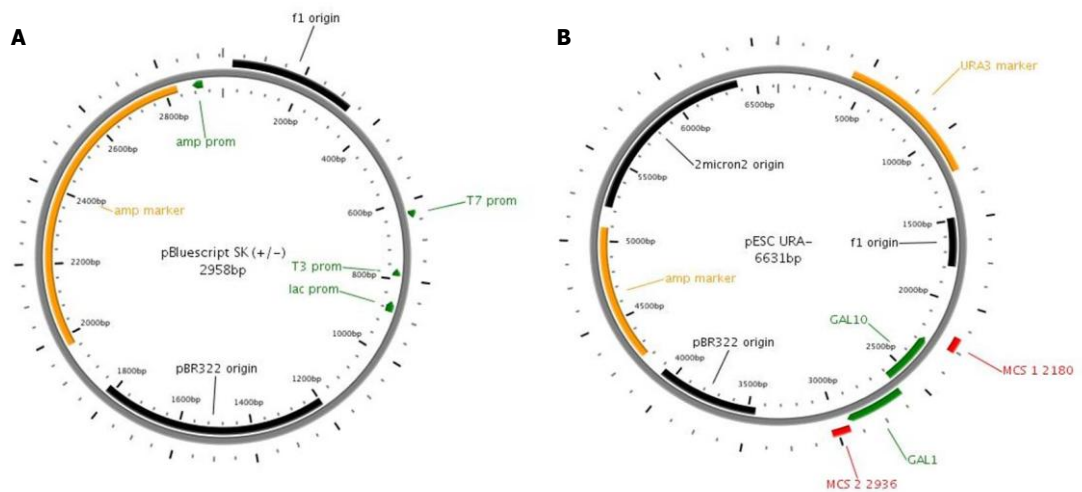 A
f1 origin
200bp
400bp
600bp
800bp
1000bp
1200bp
1400bp
1600bp
1800bp
2000bp
2200bp
2400bp
2600bp
2800bp
amp prom
T7 prom
amp marker
pBluescript SK (+/-)
2958bp
T3 prom
lac prom
pBR322 origin
B
URA3 marker
500bp
1000bp
1500bp
2000bp
2500bp
3000bp
3500bp
4000bp
4500bp
5000bp
5500bp
6000bp
6500bp
2micron2 origin
pESC URA-
6631bp
f1 origin
amp marker
GAL10
pBR322 origin
MCS 1 2180
GAL1
MCS 2 2936